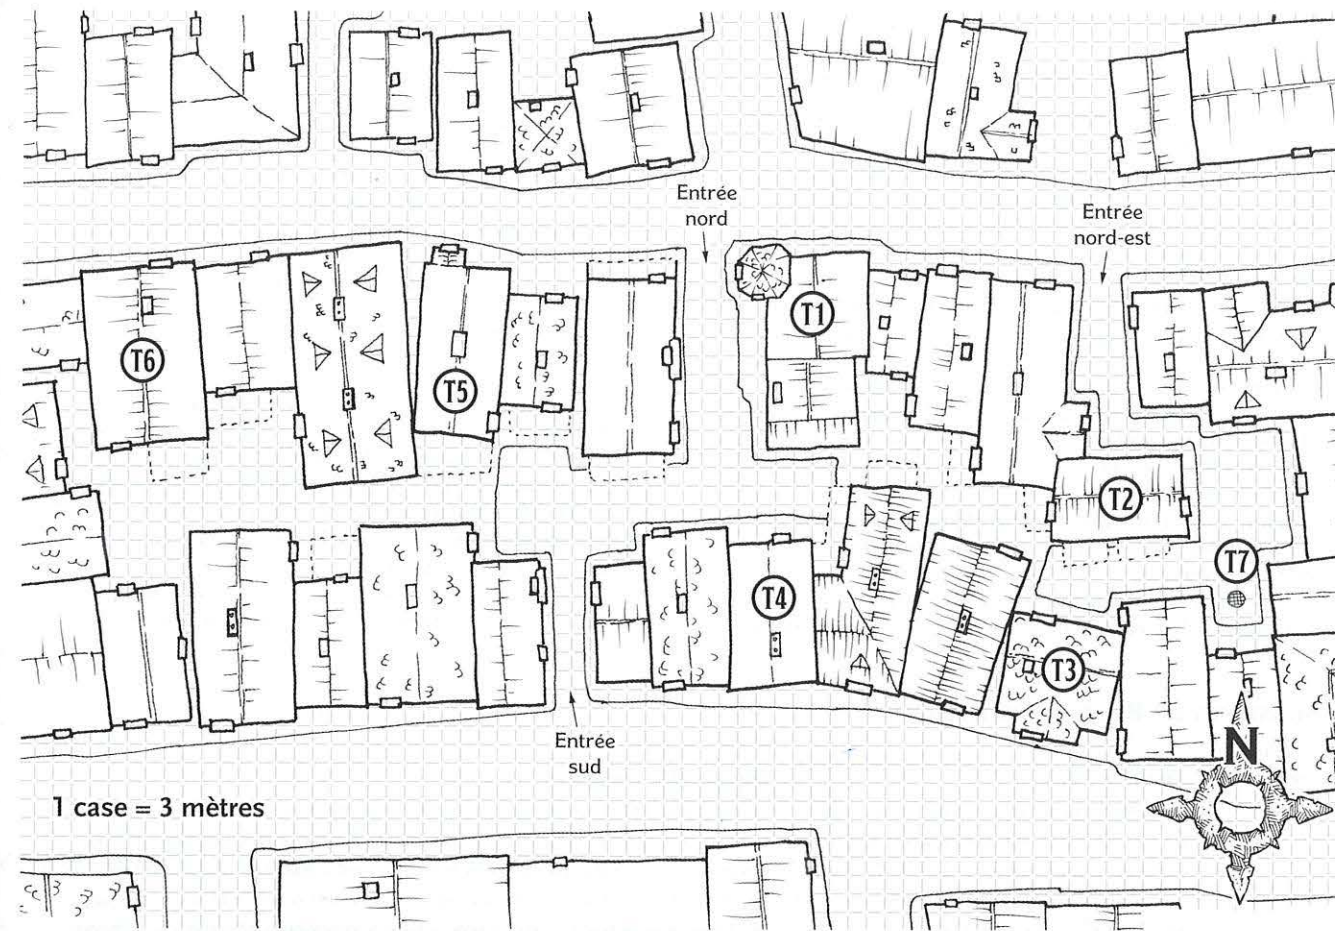 Entrée
nord
Entrée
nord-est
T1
T6
T5
T2
T7
T4
T3
Entrée
sud
N
1 case = 3 mètres